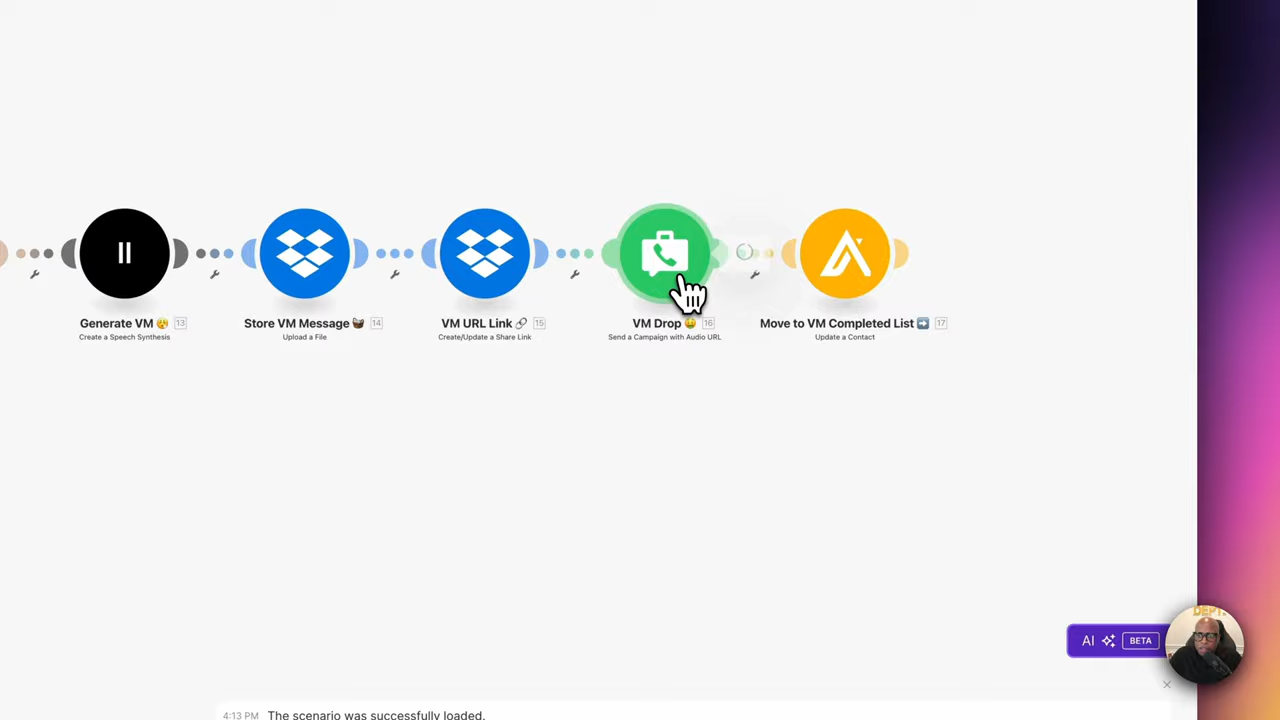 Generate VM 🥱 13
Create a Speech Synthesis
Store VM Message 🧺 14
Upload a File
VM URL Link 🔗 15
Create/Update a Share Link
VM Drop 🤑 16
Send a Campaign with Audio URL
Move to VM Completed List ➡️ 17
Update a Contact
AI BETA
DEPT.
4:13 PM The scenario was successfully loaded.